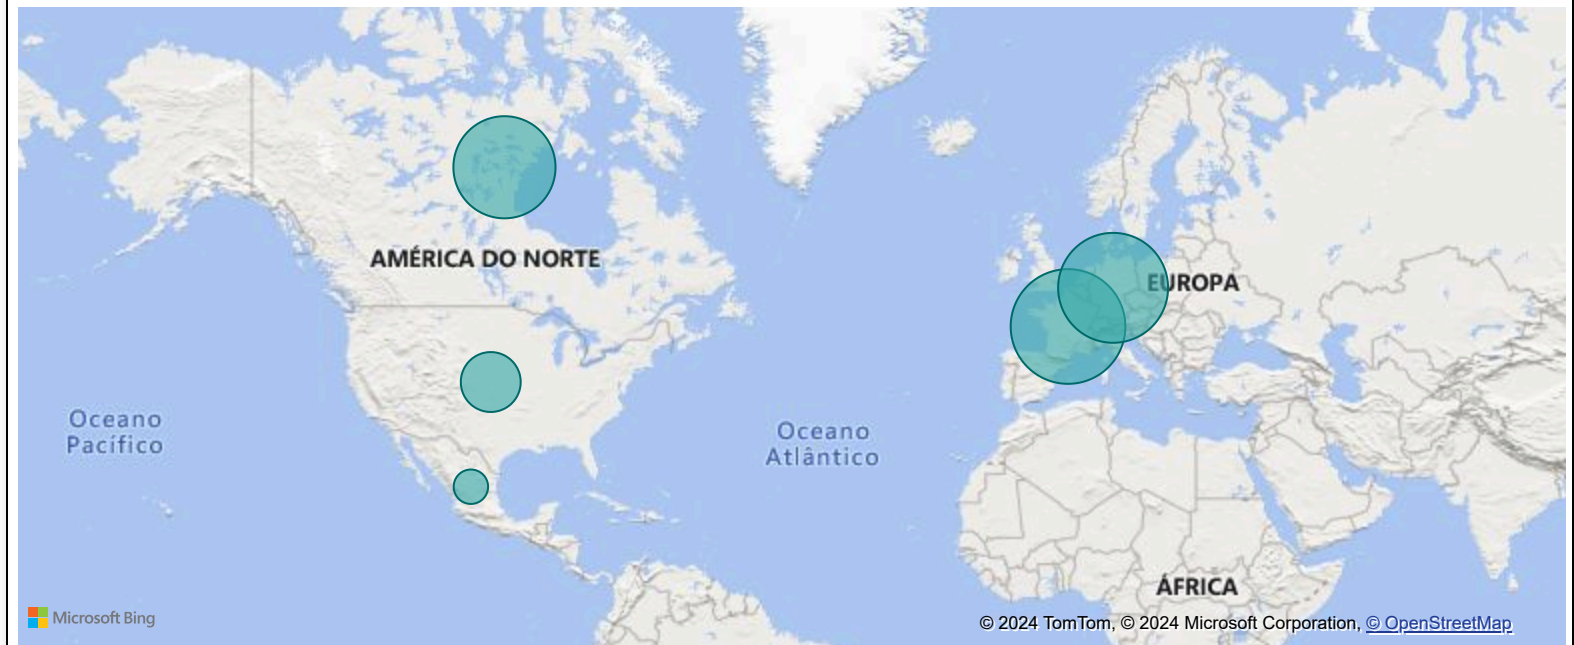 AMÉRICA DO NORTE
EUROPA
Oceano
Pacífico
Oceano
Atlântico
ÁFRICA
Microsoft Bing
© 2024 TomTom, © 2024 Microsoft Corporation, © OpenStreetMap